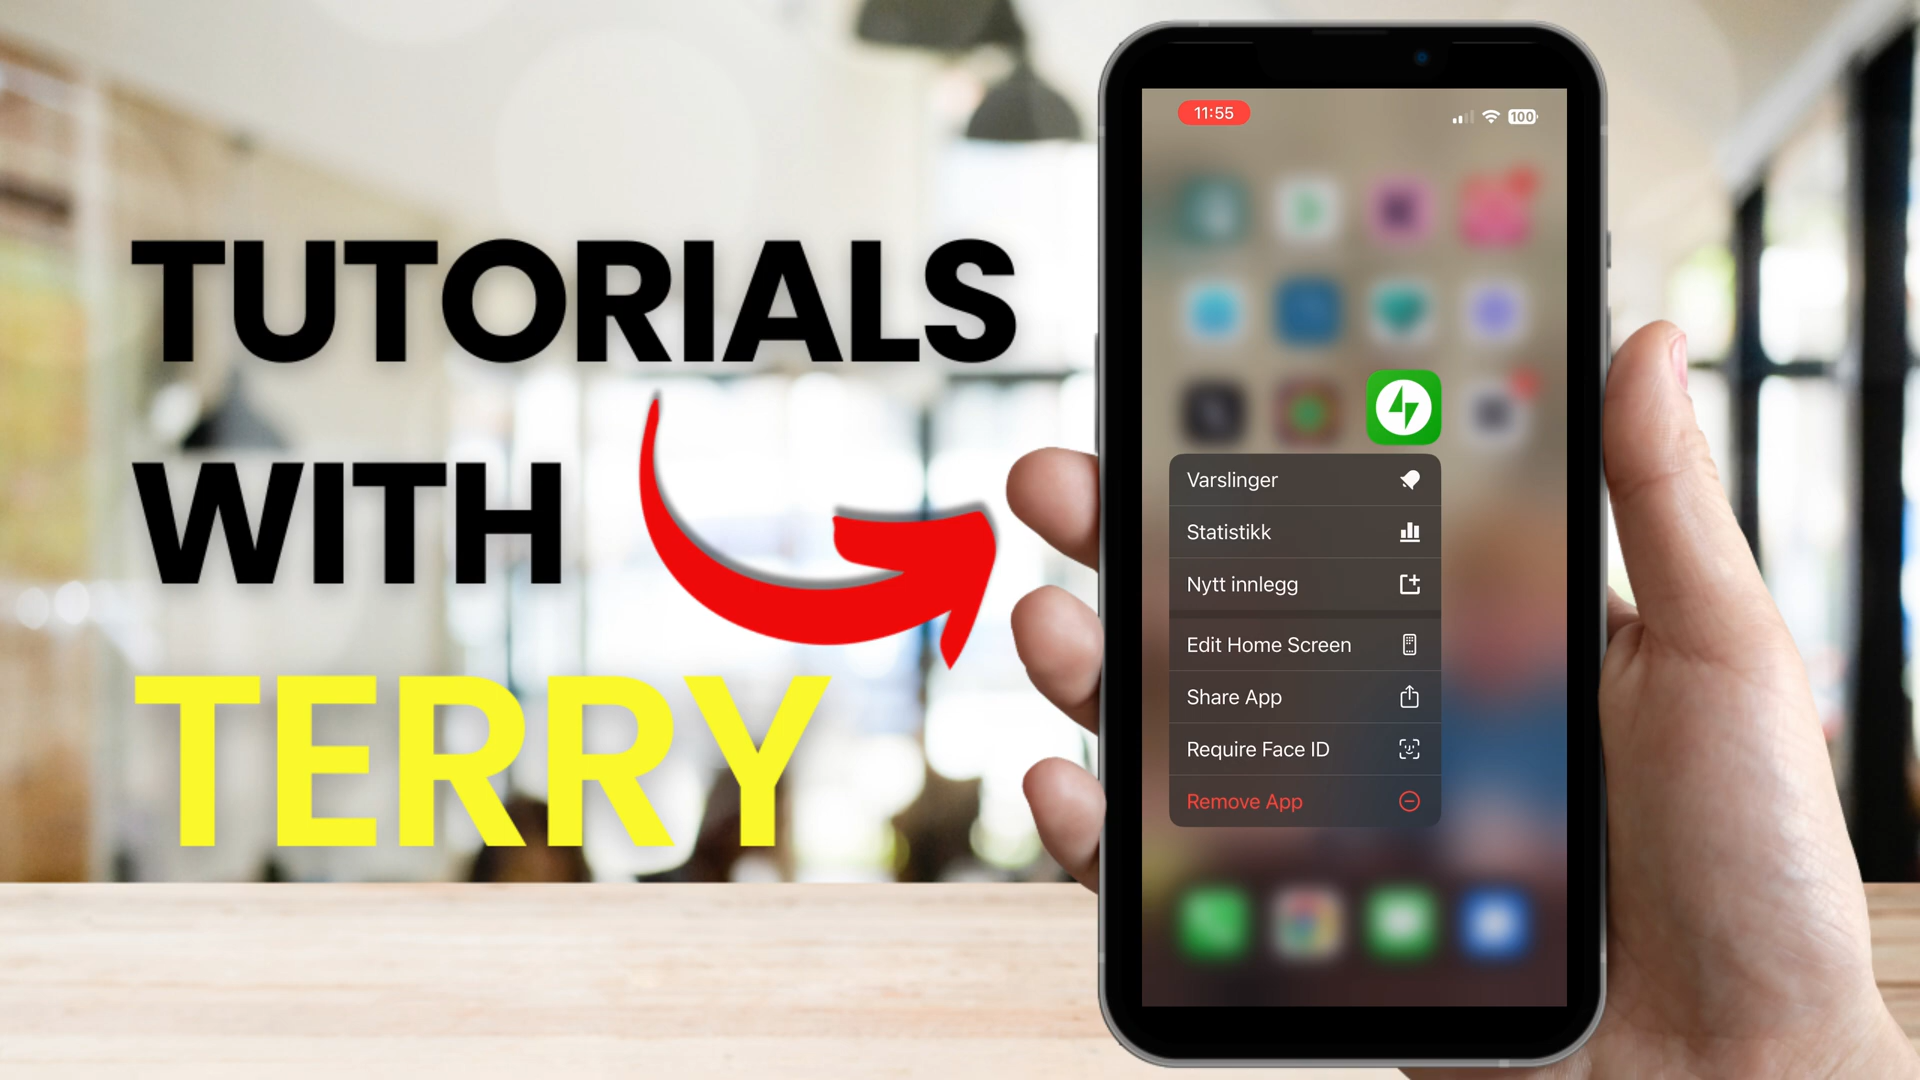 TUTORIALS
WITH
TERRY
11:55
100
Varslinger
Statistikk
Nytt innlegg
Edit Home Screen
Share App
Require Face ID
Remove App